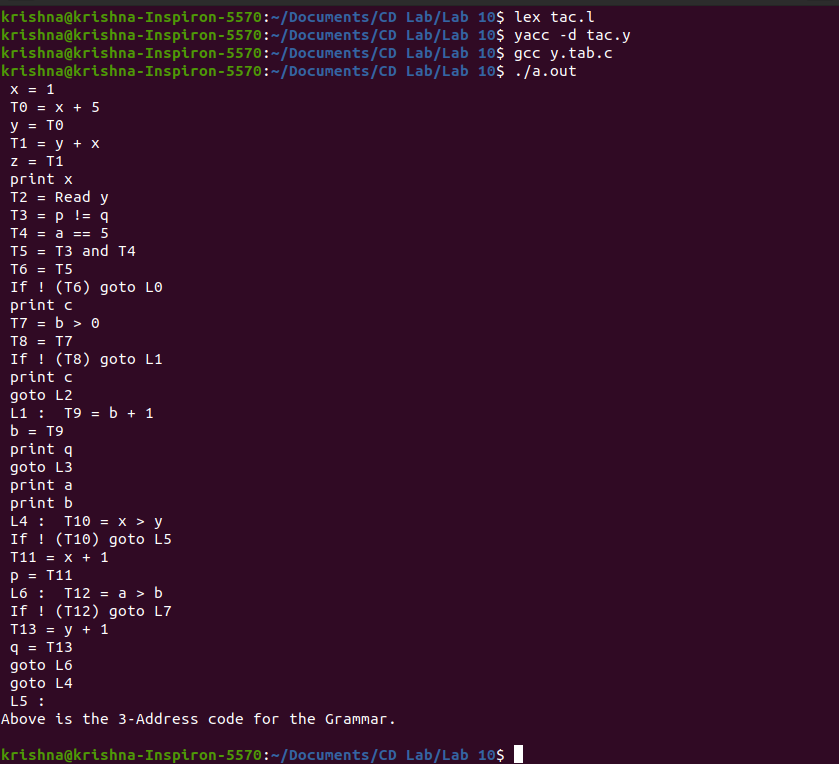 krishna@krishna-Inspiron-5570:~/Documents/CD Lab/Lab 10$ lex tac.l
krishna@krishna-Inspiron-5570:~/Documents/CD Lab/Lab 10$ yacc -d tac.y
krishna@krishna-Inspiron-5570:~/Documents/CD Lab/Lab 10$ gcc y.tab.c
krishna@krishna-Inspiron-5570:~/Documents/CD Lab/Lab 10$ ./a.out
 x = 1
 T0 = x + 5
 y = T0
 T1 = y + x
 z = T1
 print x
 T2 = Read y
 T3 = p != q
 T4 = a == 5
 T5 = T3 and T4
 T6 = T5
 If ! (T6) goto L0
 print c
 T7 = b > 0
 T8 = T7
 If ! (T8) goto L1
 print c
 goto L2
 L1 :  T9 = b + 1
 b = T9
 print q
 goto L3
 print a
 print b
 L4 :  T10 = x > y
 If ! (T10) goto L5
 T11 = x + 1
 p = T11
 L6 :  T12 = a > b
 If ! (T12) goto L7
 T13 = y + 1
 q = T13
 goto L6
 goto L4
 L5 :
Above is the 3-Address code for the Grammar.
krishna@krishna-Inspiron-5570:~/Documents/CD Lab/Lab 10$